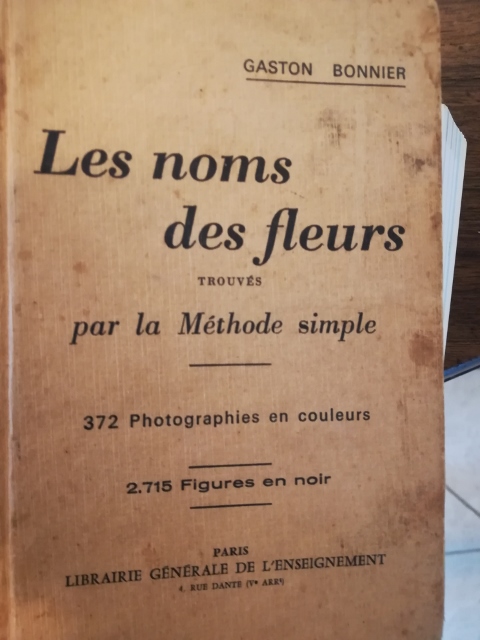 GASTON BONNIER
Les noms
des fleurs
TROUVÉS
par la Méthode simple
372 Photographies en couleurs
2.715 Figures en noir
PARIS
LIBRAIRIE GÉNÉRALE DE L'ENSEIGNEMENT
4, RUE DANTE (Vᵉ ARRᵗ)